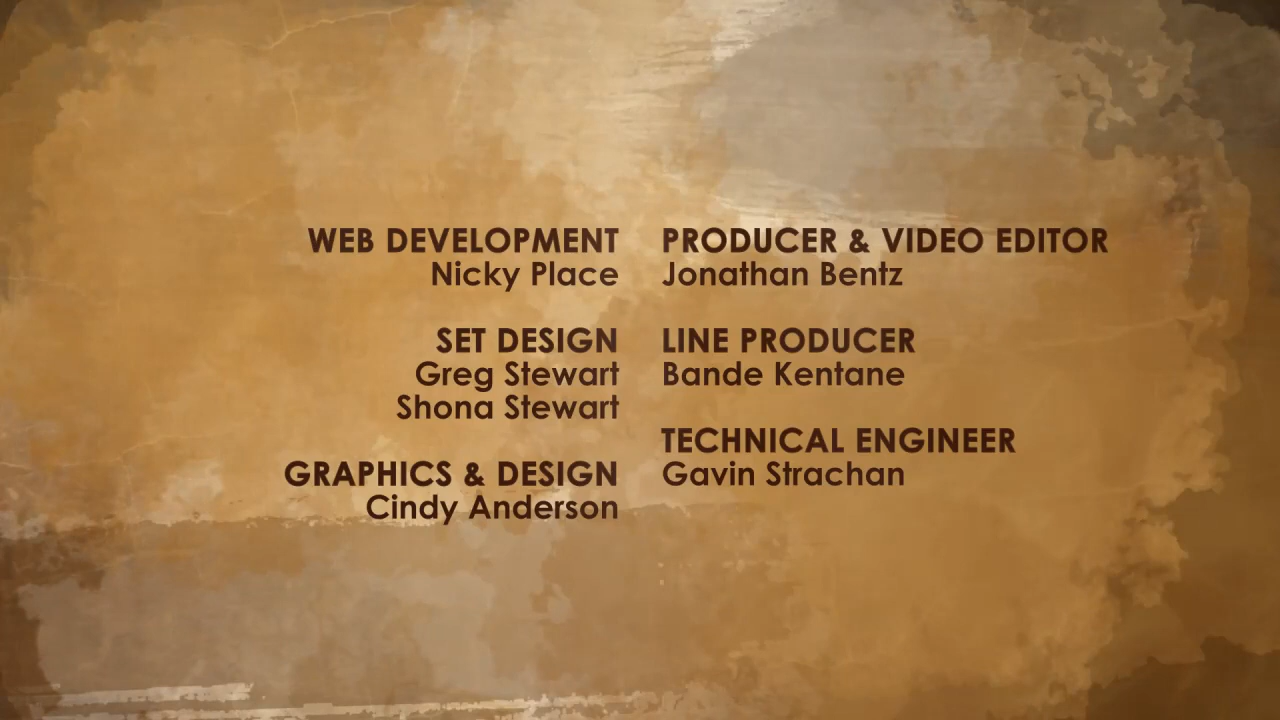 WEB DEVELOPMENT
Nicky Place
SET DESIGN
Greg Stewart
Shona Stewart
GRAPHICS & DESIGN
Cindy Anderson
PRODUCER & VIDEO EDITOR
Jonathan Bentz
LINE PRODUCER
Bande Kentane
TECHNICAL ENGINEER
Gavin Strachan